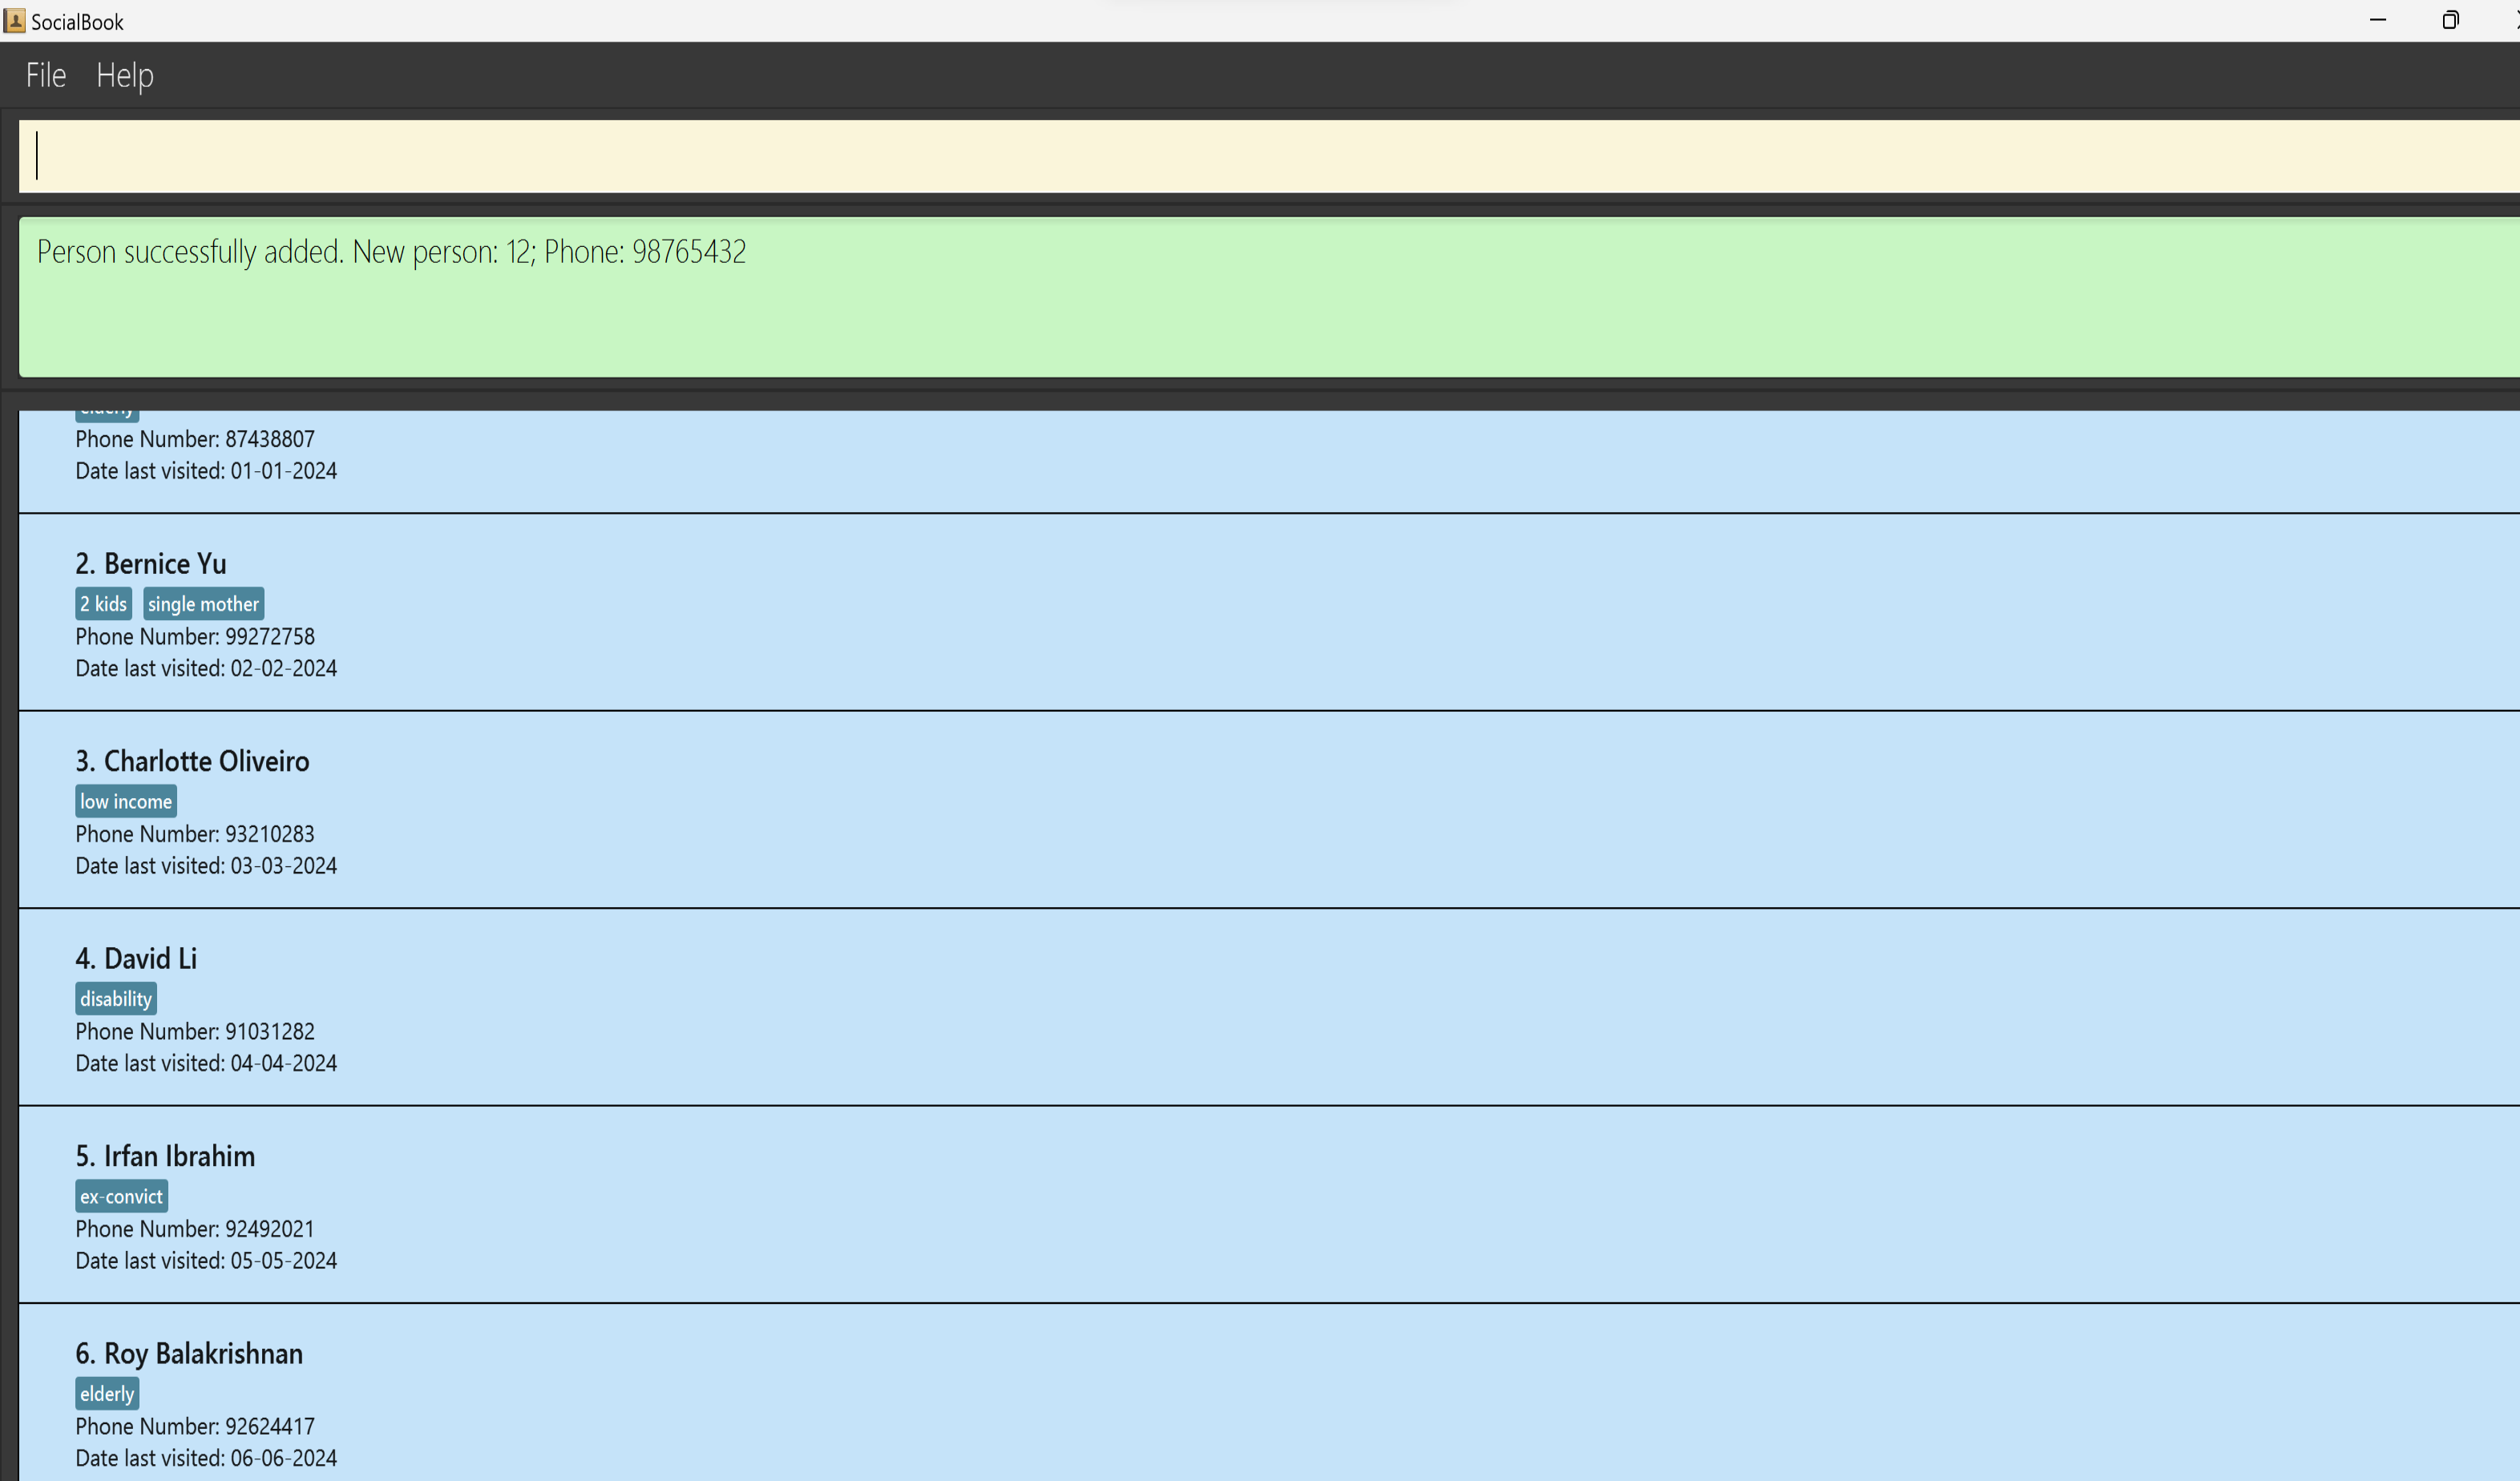 SocialBook
File Help
Person successfully added. New person: 12; Phone: 98765432
elderly
Phone Number: 87438807
Date last visited: 01-01-2024
2. Bernice Yu
2 kids single mother
Phone Number: 99272758
Date last visited: 02-02-2024
3. Charlotte Oliveiro
low income
Phone Number: 93210283
Date last visited: 03-03-2024
4. David Li
disability
Phone Number: 91031282
Date last visited: 04-04-2024
5. Irfan Ibrahim
ex-convict
Phone Number: 92492021
Date last visited: 05-05-2024
6. Roy Balakrishnan
elderly
Phone Number: 92624417
Date last visited: 06-06-2024